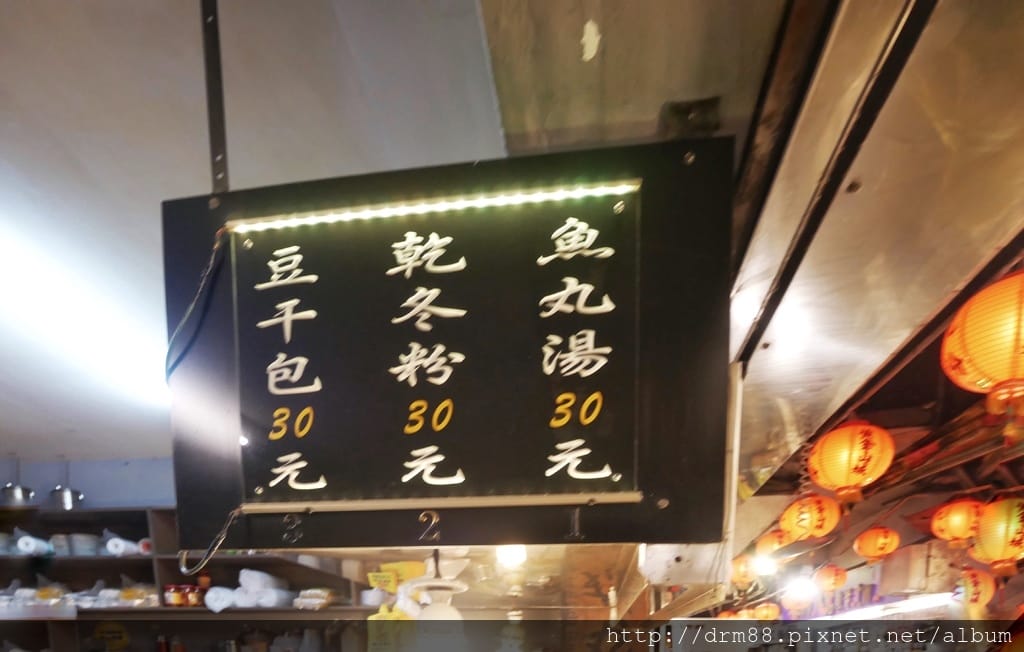 魚丸湯30元
乾冬粉30元
豆干包30元
1
2
3
http://drm88.pixnet.net/album